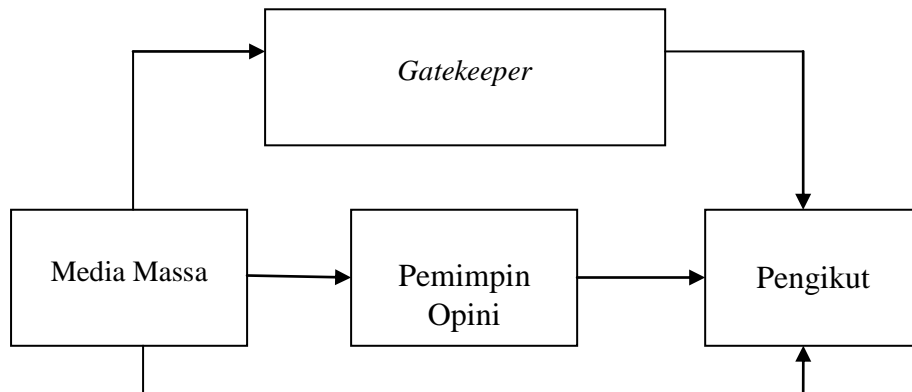 Gatekeeper
Media Massa
Pemimpin
Opini
Pengikut